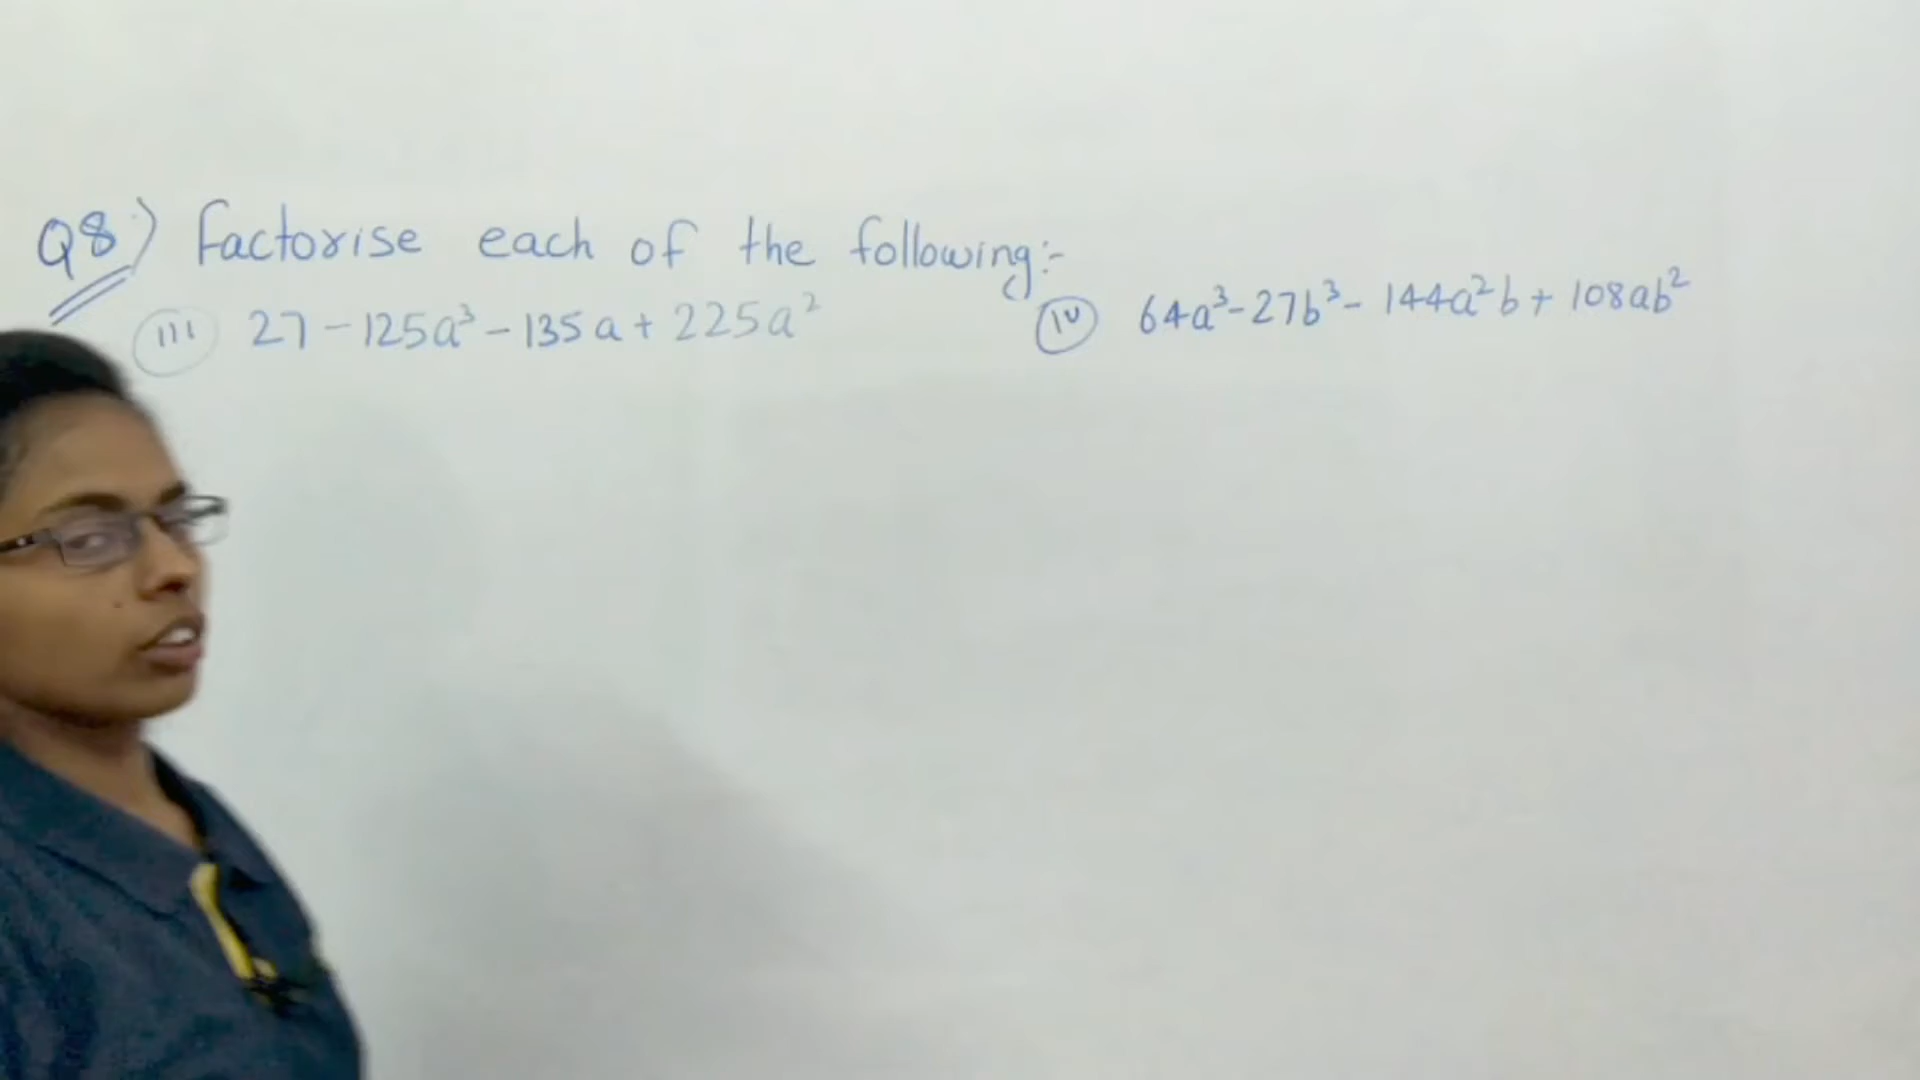 Q8) Factorise each of the following:-
(iii) 27 - 125a³ - 135a + 225a²
(iv) 64a³ - 27b³ - 144a²b + 108ab²